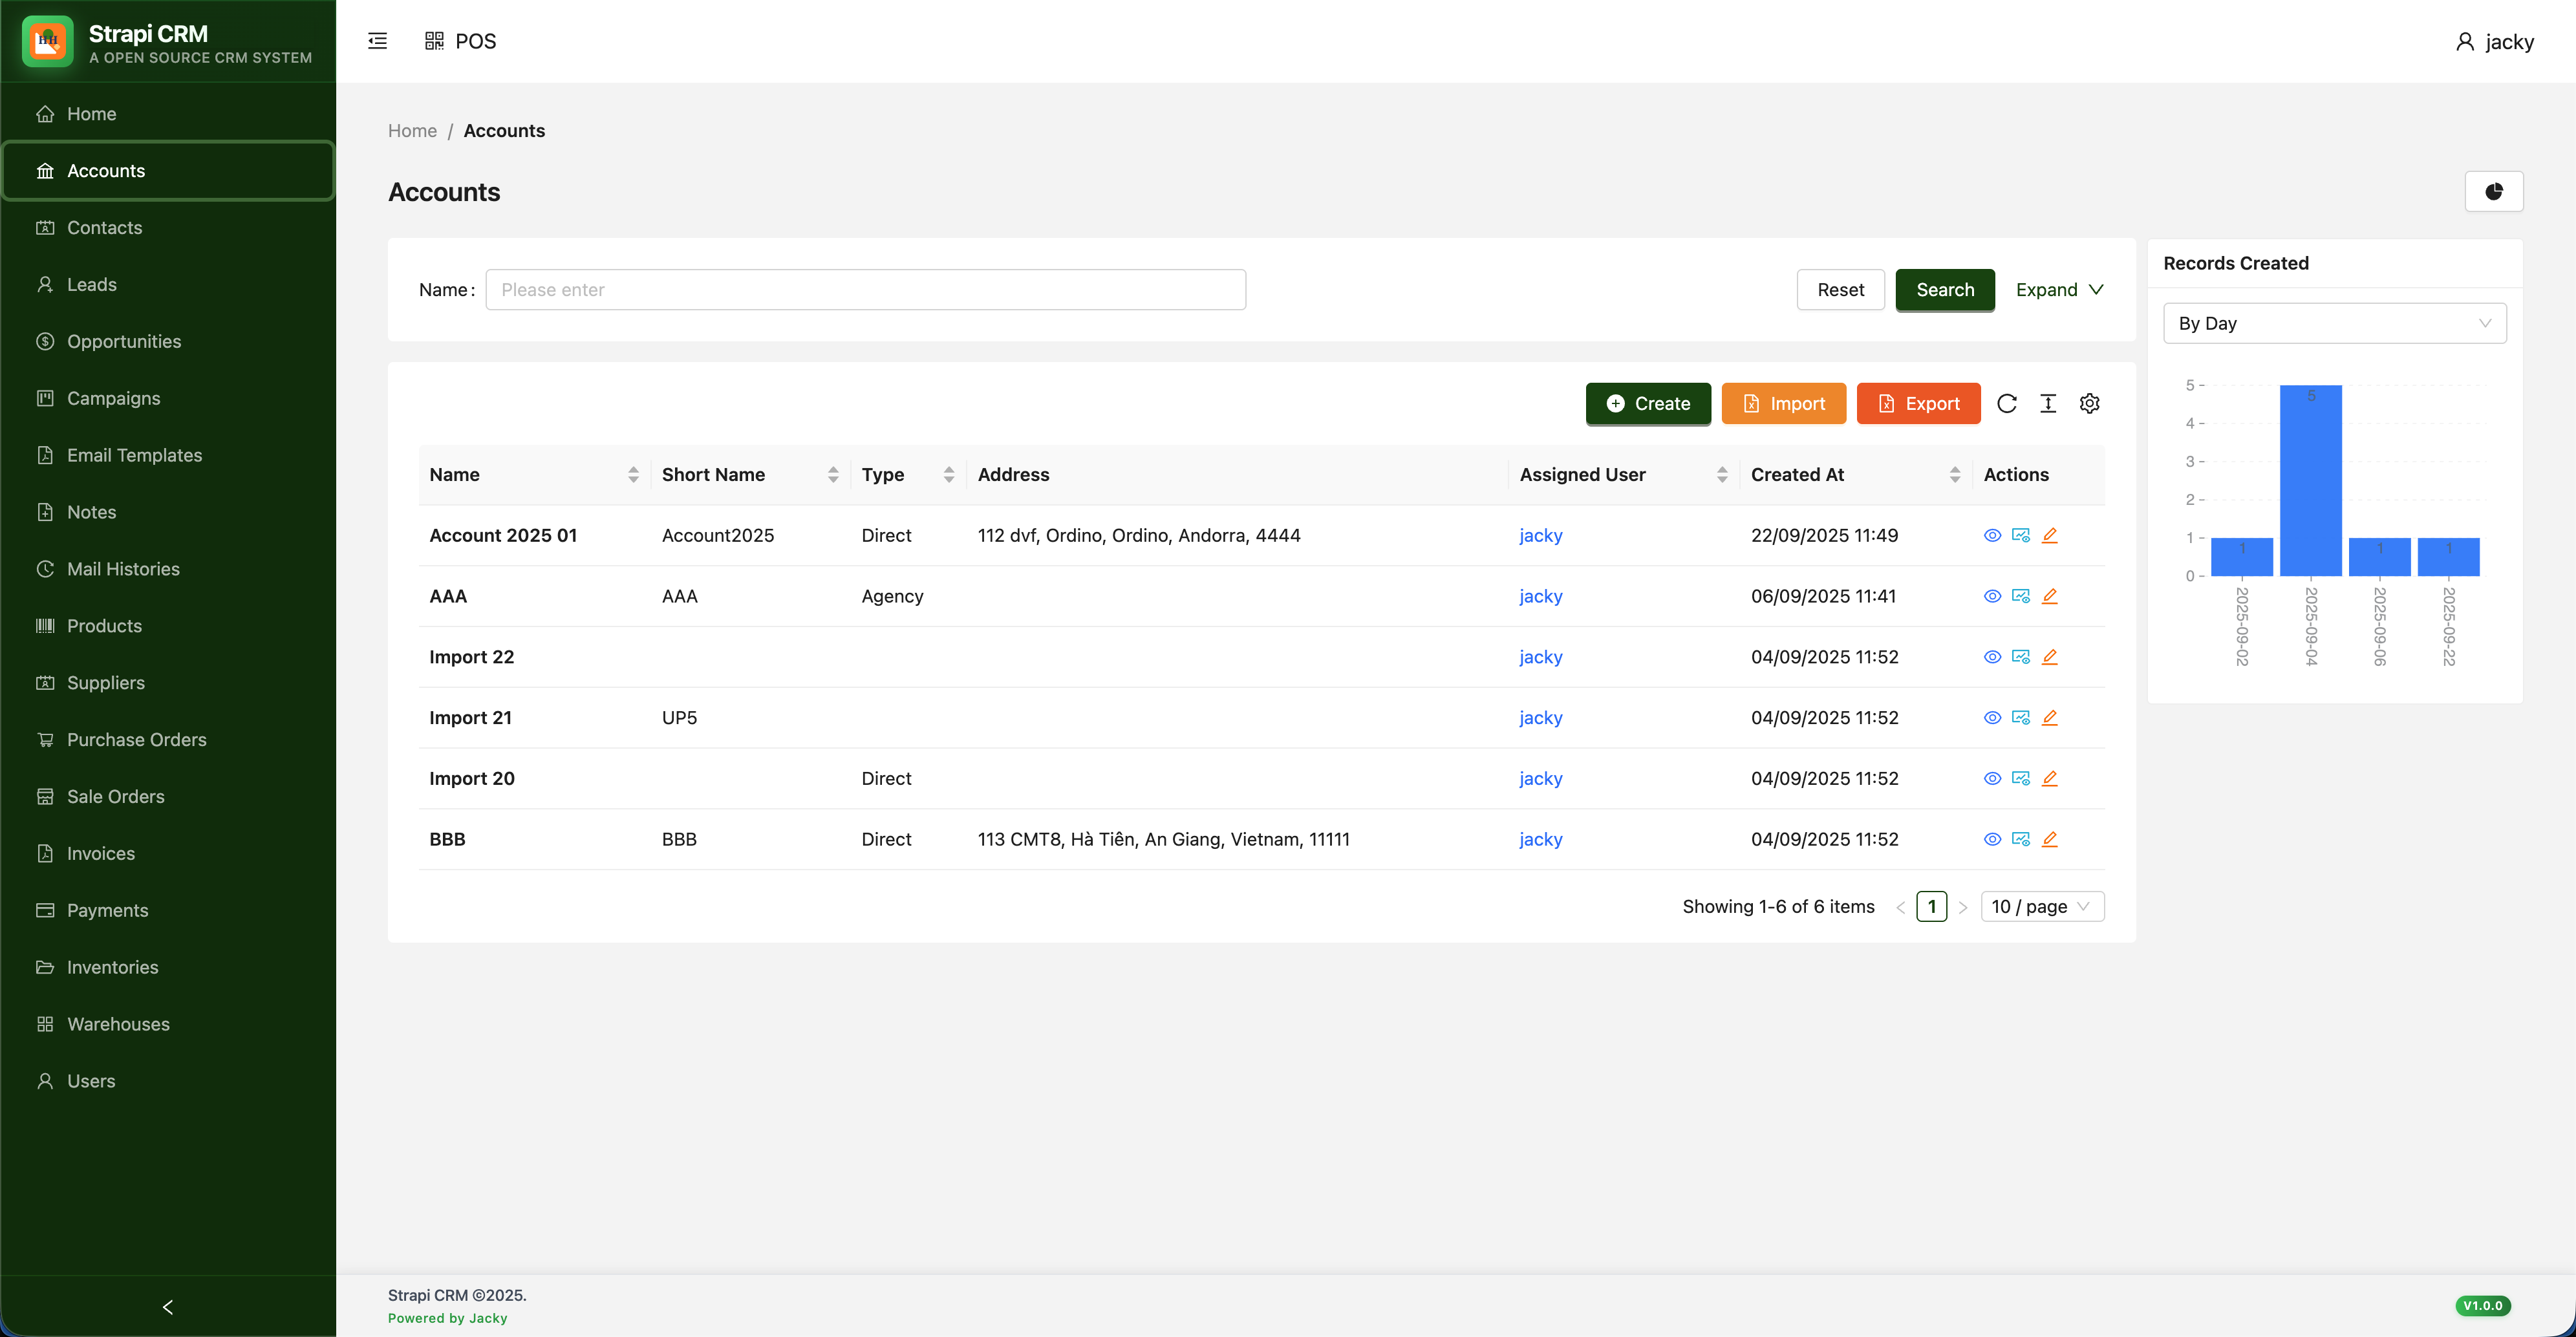 Strapi CRM
A OPEN SOURCE CRM SYSTEM
POS
jacky
Home
Accounts
Contacts
Leads
Opportunities
Campaigns
Email Templates
Notes
Mail Histories
Products
Suppliers
Purchase Orders
Sale Orders
Invoices
Payments
Inventories
Warehouses
Users
Home / Accounts
Accounts
Name : Please enter
Reset Search Expand
Create Import Export
Name Short Name Type Address Assigned User Created At Actions
Account 2025 01 Account2025 Direct 112 dvf, Ordino, Ordino, Andorra, 4444 jacky 22/09/2025 11:49
AAA AAA Agency jacky 06/09/2025 11:41
Import 22 jacky 04/09/2025 11:52
Import 21 UP5 jacky 04/09/2025 11:52
Import 20 Direct jacky 04/09/2025 11:52
BBB BBB Direct 113 CMT8, Hà Tiên, An Giang, Vietnam, 11111 jacky 04/09/2025 11:52
Showing 1-6 of 6 items 1 10 / page
Records Created
By Day
5
4
3
2
1
0
1 5 1 1
2025-09-02
2025-09-04
2025-09-06
2025-09-22
Strapi CRM ©2025.
Powered by Jacky
V1.0.0